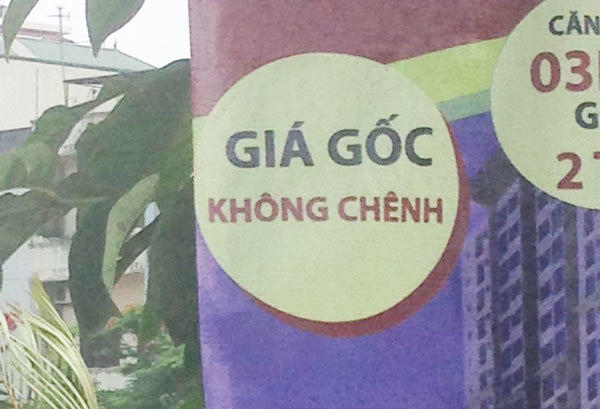 GIÁ GỐC
KHÔNG CHÊNH
CĂN
03
G
2